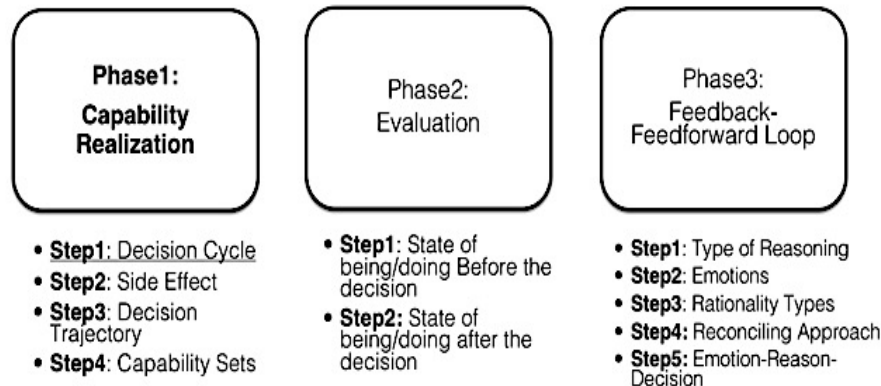 Phase1:
Capability
Realization
• Step1: Decision Cycle
• Step2: Side Effect
• Step3: Decision
Trajectory
• Step4: Capability Sets
Phase2:
Evaluation
• Step1: State of
being/doing Before the
decision
• Step2: State of
being/doing after the
decision
Phase3:
Feedback-
Feedforward Loop
• Step1: Type of Reasoning
• Step2: Emotions
• Step3: Rationality Types
• Step4: Reconciling Approach
• Step5: Emotion-Reason-
Decision